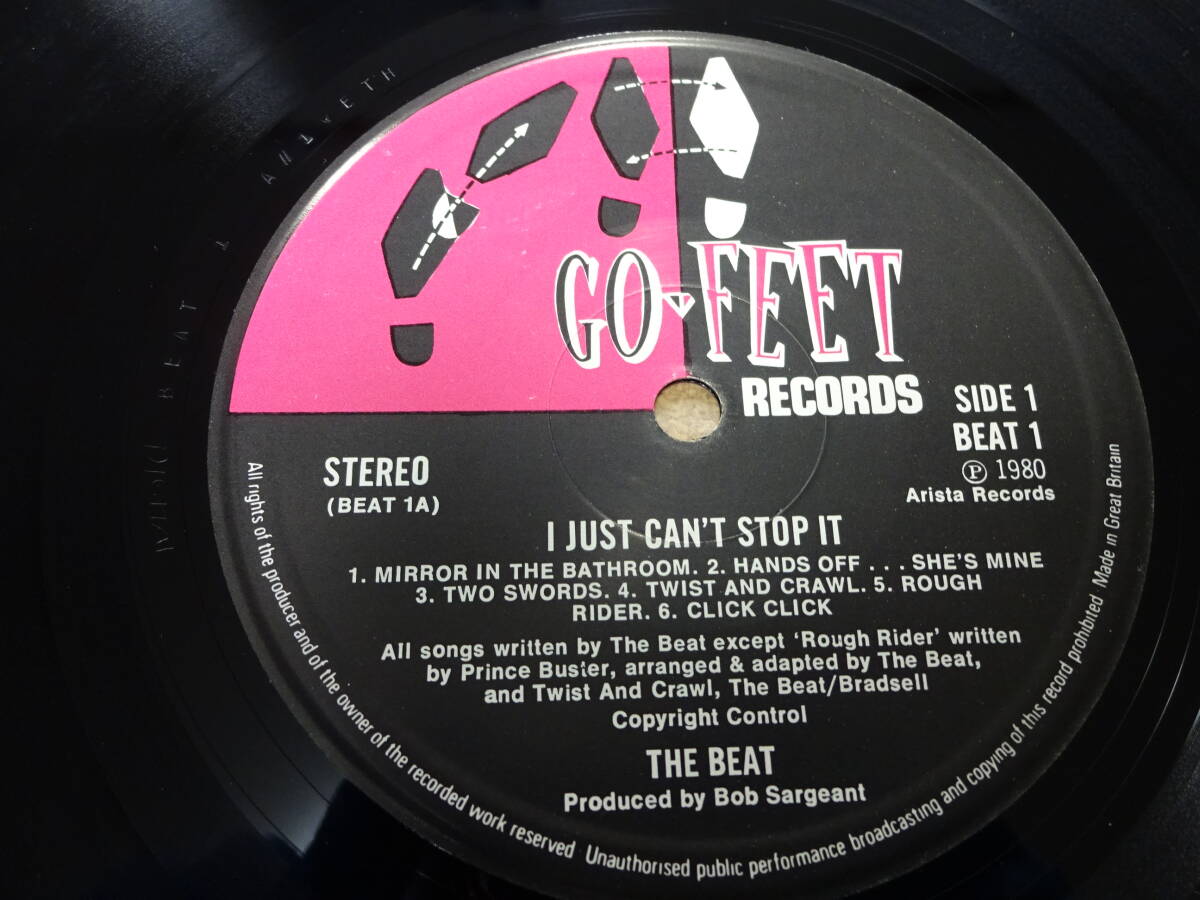 GO FEET
RECORDS
SIDE 1
BEAT 1
Ⓟ 1980
Arista Records
STEREO
(BEAT 1A)
I JUST CAN'T STOP IT
1. MIRROR IN THE BATHROOM. 2. HANDS OFF . . . SHE'S MINE
3. TWO SWORDS. 4. TWIST AND CRAWL. 5. ROUGH
RIDER. 6. CLICK CLICK
All songs written by The Beat except 'Rough Rider' written
by Prince Buster, arranged & adapted by The Beat,
and Twist And Crawl, The Beat/Bradsell
Copyright Control
THE BEAT
Produced by Bob Sargeant
All rights of the producer and of the owner of the recorded work reserved Unauthorised public performance broadcasting and copying of this record prohibited Made in Great Britain
BEAT 1